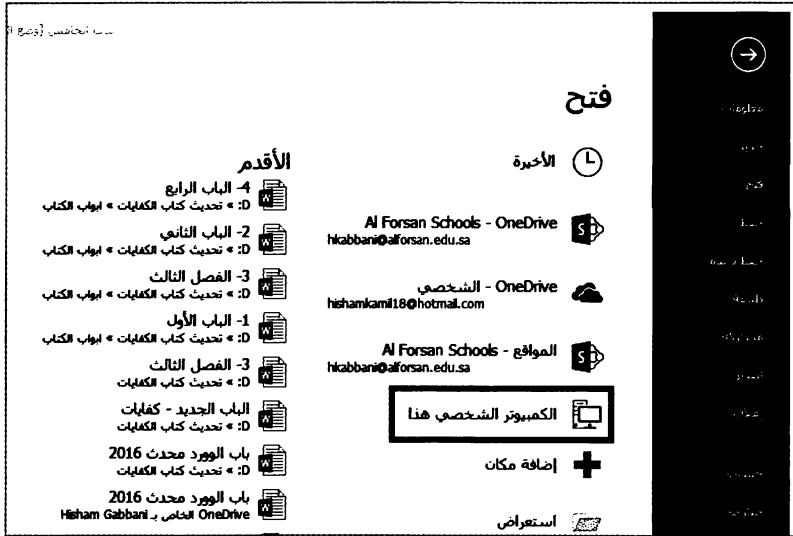 فتح
معلومات
الأخيرة
Al Forsan Schools - OneDrive
hkabbani@alforsan.edu.sa
OneDrive - الشخصي
hishamkamil18@hotmail.com
المواقع - Al Forsan Schools
hkabbani@alforsan.edu.sa
الكمبيوتر الشخصي هنا
إضافة مكان
استعراض
الأقدم
4- الباب الرابع
D: » تحديث كتاب الكفايات » ابواب الكتاب
2- الباب الثاني
D: » تحديث كتاب الكفايات » ابواب الكتاب
3- الفصل الثالث
D: » تحديث كتاب الكفايات » ابواب الكتاب
1- الباب الأول
D: » تحديث كتاب الكفايات » ابواب الكتاب
3- الفصل الثالث
D: » تحديث كتاب الكفايات
الباب الجديد - كفايات
D: » تحديث كتاب الكفايات
باب الوورد محدث 2016
D: » تحديث كتاب الكفايات
باب الوورد محدث 2016
OneDrive الخاص بـ Hisham Gabbani